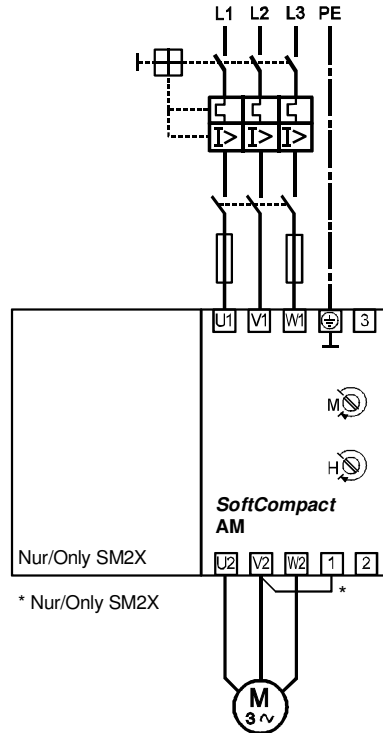 L1 L2 L3 PE
I> I> I>
U1 V1 W1 3
M
H
SoftCompact
AM
Nur/Only SM2X
U2 V2 W2 1 2
* Nur/Only SM2X
*
M
3 ~